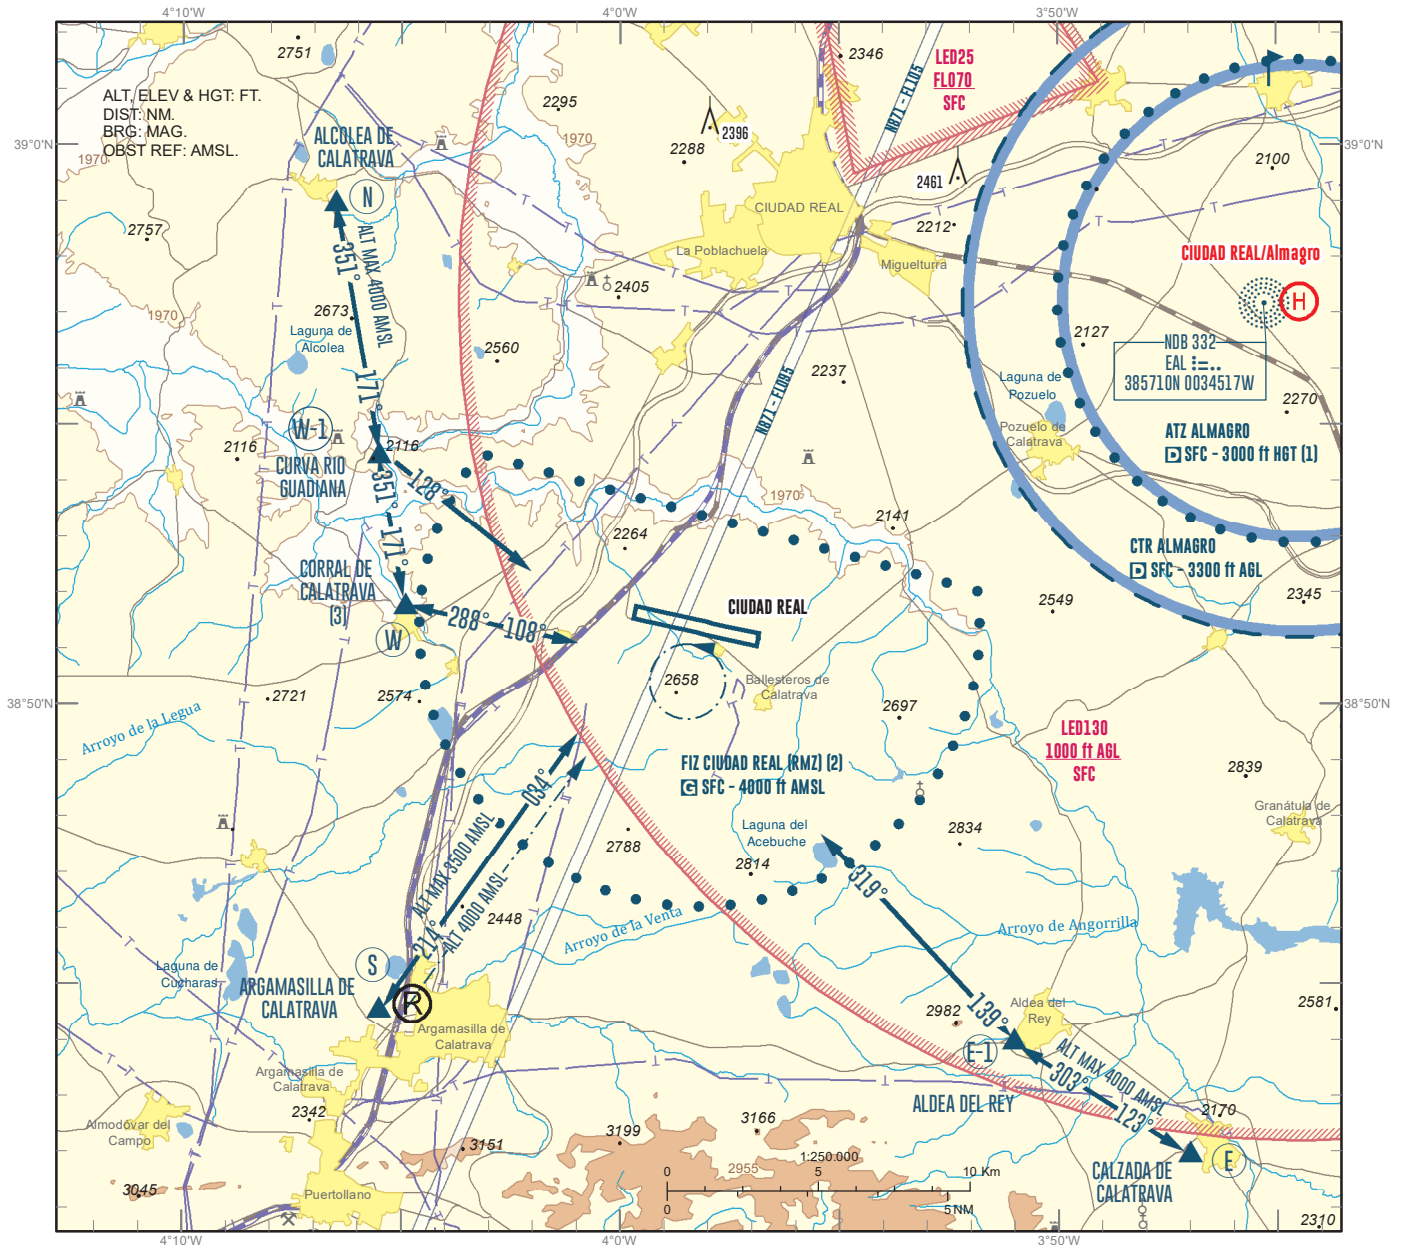 4°10'W
4°0'W
3°50'W
2751
2346
LED25
FL070
SFC
ALT, ELEV & HGT: FT.
DIST: NM.
BRG: MAG.
OBST REF: AMSL.
2295
N871 - FL105
2396
1970
ALCOLEA DE
CALATRAVA
39°0'N
39°0'N
1970
2288
2461
2100
N
CIUDAD REAL
2757
2212
La Poblachuela
Miguelturra
CIUDAD REAL/Almagro
ALT MAX 4000 AMSL
351°
2405
H
2673
1970
Laguna de
Alcolea
2127
NDB 332
EAL
385710N 0034517W
2560
2237
Laguna de
Pozuelo
171°
N871 - FL095
2270
W-1
2116
2116
Pozuelo de
Calatrava
ATZ ALMAGRO
D SFC - 3000 ft HGT (1)
CURVA RIO
GUADIANA
351°
128°
1970
2141
2264
171°
CTR ALMAGRO
D SFC - 3300 ft AGL
CORRAL DE
CALATRAVA
(3)
CIUDAD REAL
2549
2345
288°
108°
W
2658
Ballesteros de
Calatrava
2721
2574
2697
38°50'N
38°50'N
Arroyo de la Legua
LED130
1000 ft AGL
SFC
FIZ CIUDAD REAL (RMZ) (2)
G SFC - 4000 ft AMSL
2839
034°
Granátula de
Calatrava
ALT MAX 3500 AMSL
Laguna del
Acebuche
2834
2788
2814
319°
ALT 4000 AMSL
2448
Arroyo de la Venta
Arroyo de Angorrilla
214°
S
Laguna de
Cucharas
ARGAMASILLA DE
CALATRAVA
R
2982
139°
Aldea del
Rey
2581
Argamasilla de
Calatrava
E-1
ALT MAX 4000 AMSL
303°
Argamasilla de
Calatrava
ALDEA DEL REY
123°
2342
2170
Almodóvar del
Campo
3151
3199
3166
E
1:250.000
CALZADA DE
CALATRAVA
3045
Puertollano
2955
0 5 10 Km
0 5 NM
2310
4°10'W
4°0'W
3°50'W